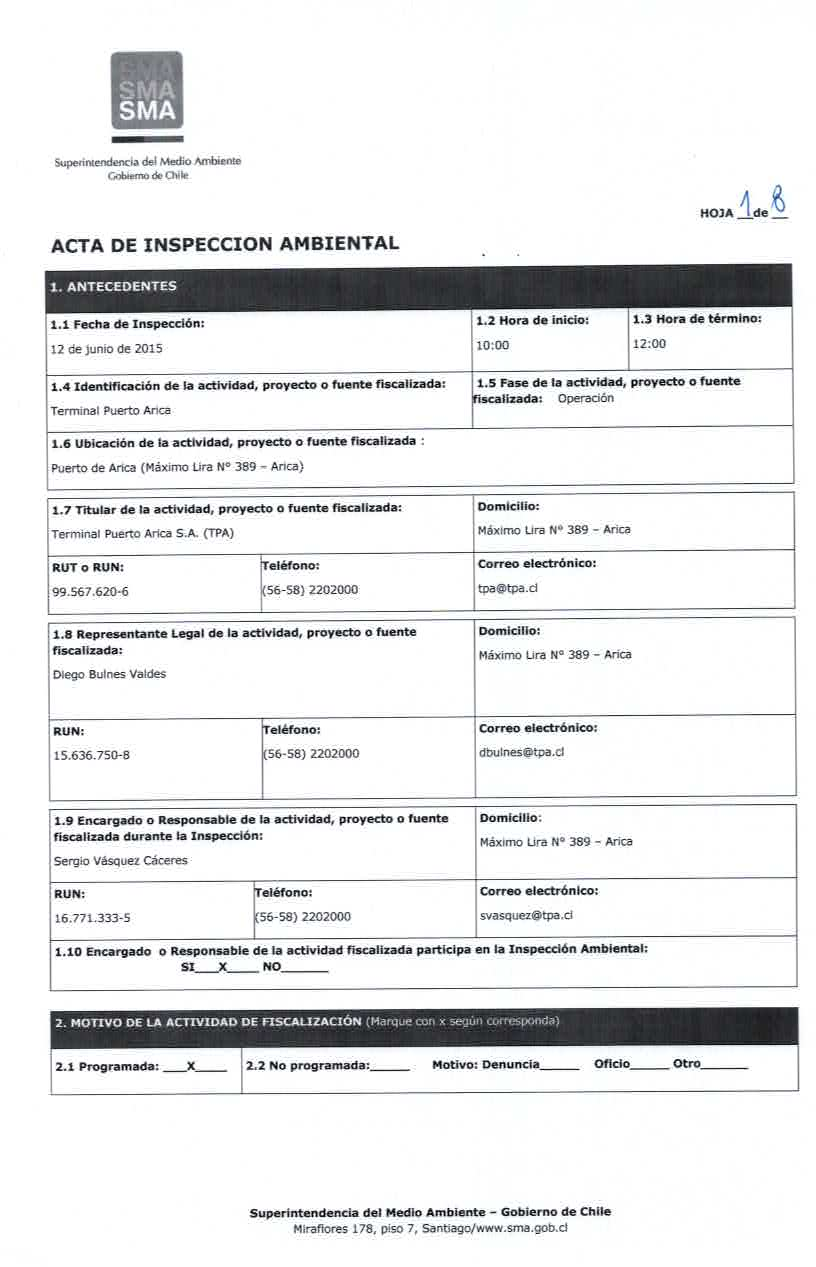 SMA
SMA
SMA
Superintendencia del Medio Ambiente
Gobierno de Chile
HOJA 1 de 8
ACTA DE INSPECCION AMBIENTAL
1. ANTECEDENTES
1.1 Fecha de Inspección:
12 de junio de 2015
1.2 Hora de inicio:
10:00
1.3 Hora de término:
12:00
1.4 Identificación de la actividad, proyecto o fuente fiscalizada:
Terminal Puerto Arica
1.5 Fase de la actividad, proyecto o fuente
fiscalizada: Operación
1.6 Ubicación de la actividad, proyecto o fuente fiscalizada :
Puerto de Arica (Máximo Lira Nº 389 – Arica)
1.7 Titular de la actividad, proyecto o fuente fiscalizada:
Terminal Puerto Arica S.A. (TPA)
Domicilio:
Máximo Lira Nº 389 – Arica
RUT o RUN:
99.567.620-6
Teléfono:
(56-58) 2202000
Correo electrónico:
tpa@tpa.cl
1.8 Representante Legal de la actividad, proyecto o fuente
fiscalizada:
Diego Bulnes Valdes
Domicilio:
Máximo Lira Nº 389 – Arica
RUN:
15.636.750-8
Teléfono:
(56-58) 2202000
Correo electrónico:
dbulnes@tpa.cl
1.9 Encargado o Responsable de la actividad, proyecto o fuente
fiscalizada durante la Inspección:
Sergio Vásquez Cáceres
Domicilio:
Máximo Lira Nº 389 – Arica
RUN:
16.771.333-5
Teléfono:
(56-58) 2202000
Correo electrónico:
svasquez@tpa.cl
1.10 Encargado o Responsable de la actividad fiscalizada participa en la Inspección Ambiental:
SI___X____ NO______
2. MOTIVO DE LA ACTIVIDAD DE FISCALIZACIÓN (Marque con x según corresponda)
2.1 Programada: ___X____
2.2 No programada:_____ Motivo: Denuncia_____ Oficio_____ Otro______
Superintendencia del Medio Ambiente – Gobierno de Chile
Miraflores 178, piso 7, Santiago/www.sma.gob.cl